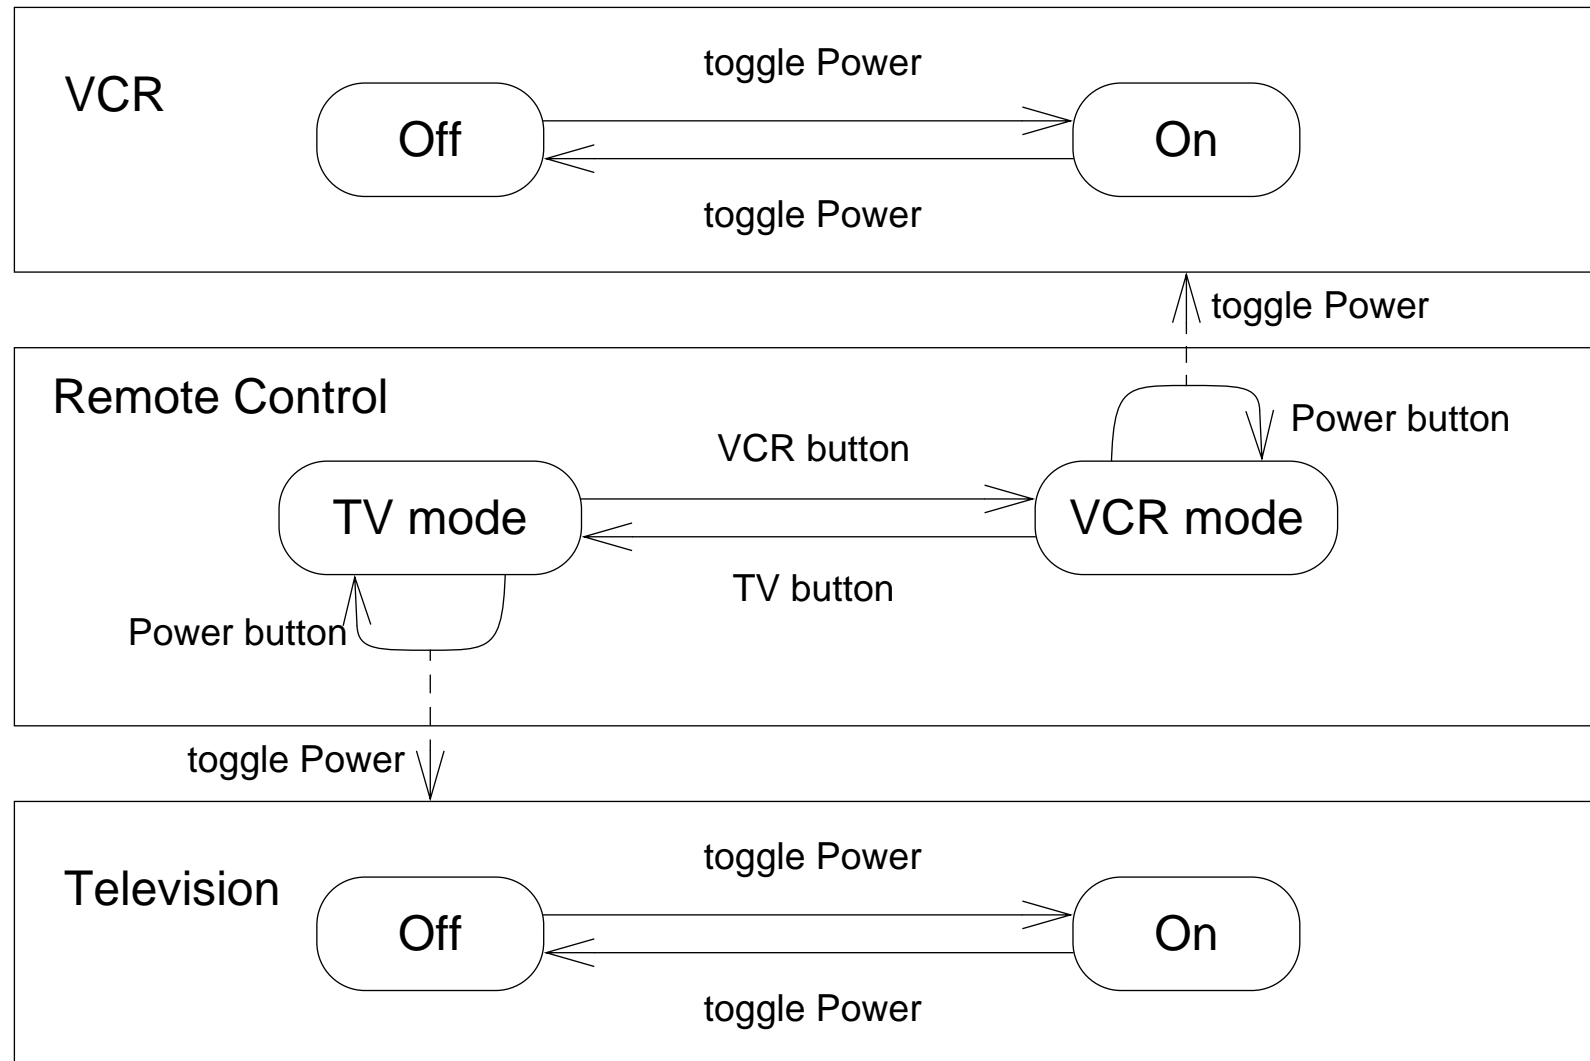 toggle Power
VCR
Off
On
toggle Power
toggle Power
Remote Control
Power button
VCR button
TV mode
VCR mode
TV button
Power button
toggle Power
toggle Power
Television
Off
On
toggle Power